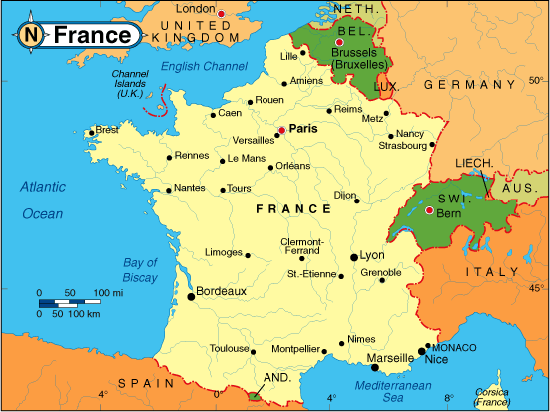 N
France
London
UNITED
KINGDOM
NETH.
BEL.
Brussels
(Bruxelles)
LUX.
GERMANY
50°
English Channel
Channel
Islands
(U.K.)
Lille
Amiens
Rouen
Caen
Reims
Metz
Brest
Versailles
Paris
Nancy
Strasbourg
Rennes
Le Mans
Orléans
LIECH.
AUS.
Atlantic
Ocean
Nantes
Tours
Dijon
FRANCE
SWI.
Bern
Limoges
Clermont-
Ferrand
Lyon
St.-Etienne
Grenoble
ITALY
Bay of
Biscay
45°
0 50 100 mi
0 50 100 km
Bordeaux
Toulouse
Montpellier
Nimes
MONACO
Nice
Marseille
AND.
SPAIN
Mediterranean
Sea
Corsica
(France)
4°
0°
4°
8°